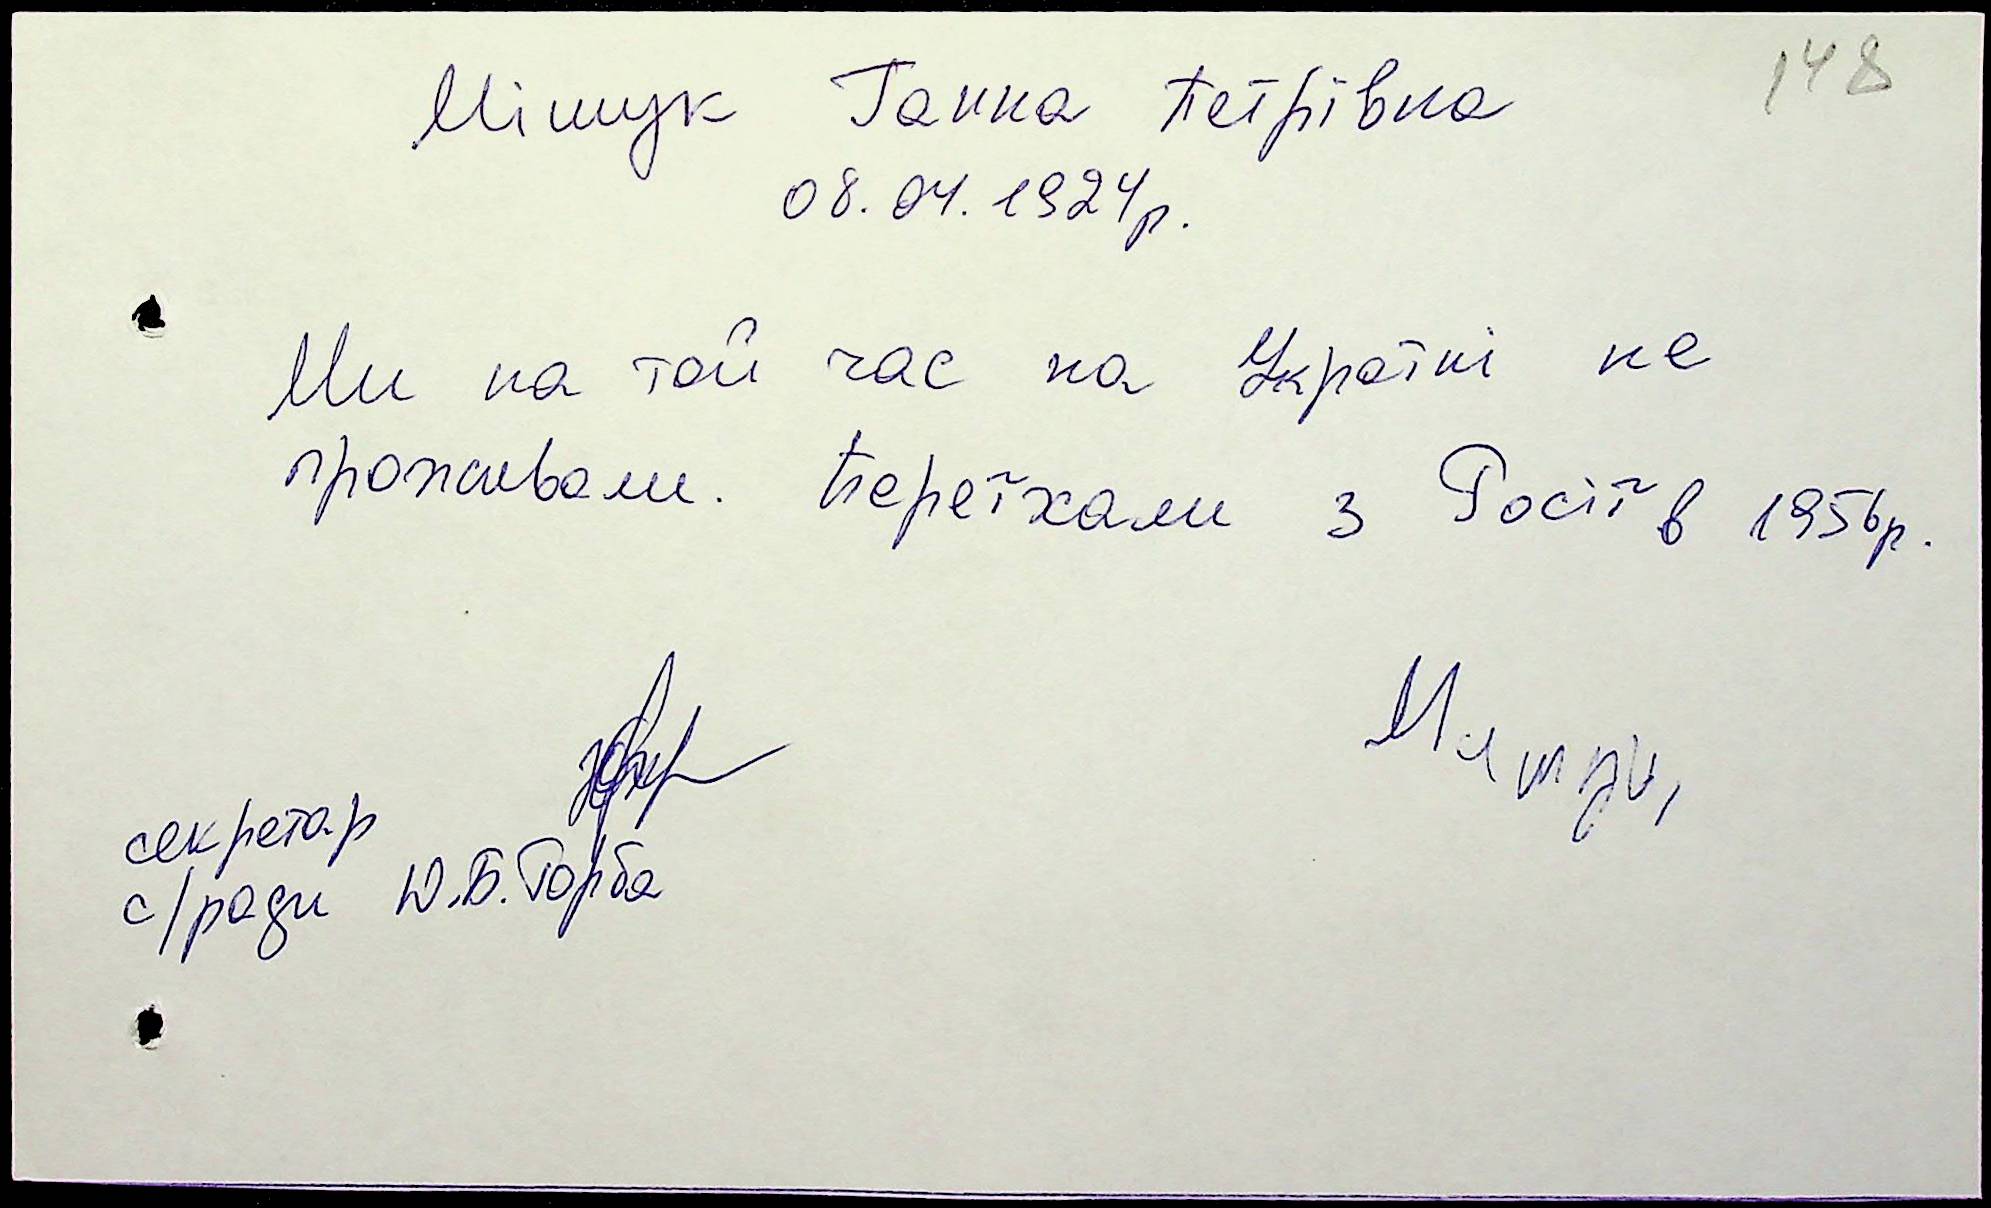 148
Мішук Ганна Петрівна
08.04.1924р.
Ми на той час на Україні не
проживали. Переїхали з Росії в 1956р.
секретар
с/ради Ю.Б. Горба